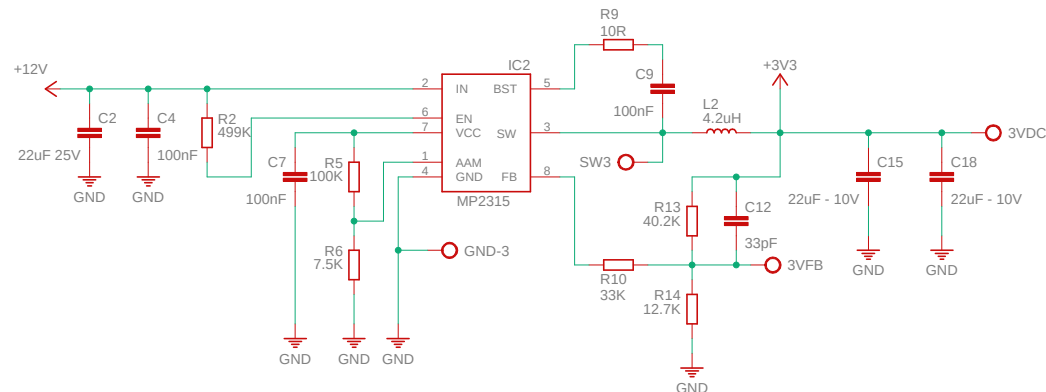 R9
10R
+12V
IC2
+3V3
2
IN
BST
5
C9
100nF
L2
4.2uH
C2
22uF 25V
C4
100nF
R2
499K
6
EN
7
VCC
SW
3
3VDC
SW3
C7
100nF
R5
100K
1
AAM
4
GND
FB
8
MP2315
C15
22uF - 10V
C18
22uF - 10V
GND
GND
R13
40.2K
C12
33pF
R6
7.5K
GND-3
3VFB
R10
33K
R14
12.7K
GND
GND
GND
GND
GND
GND